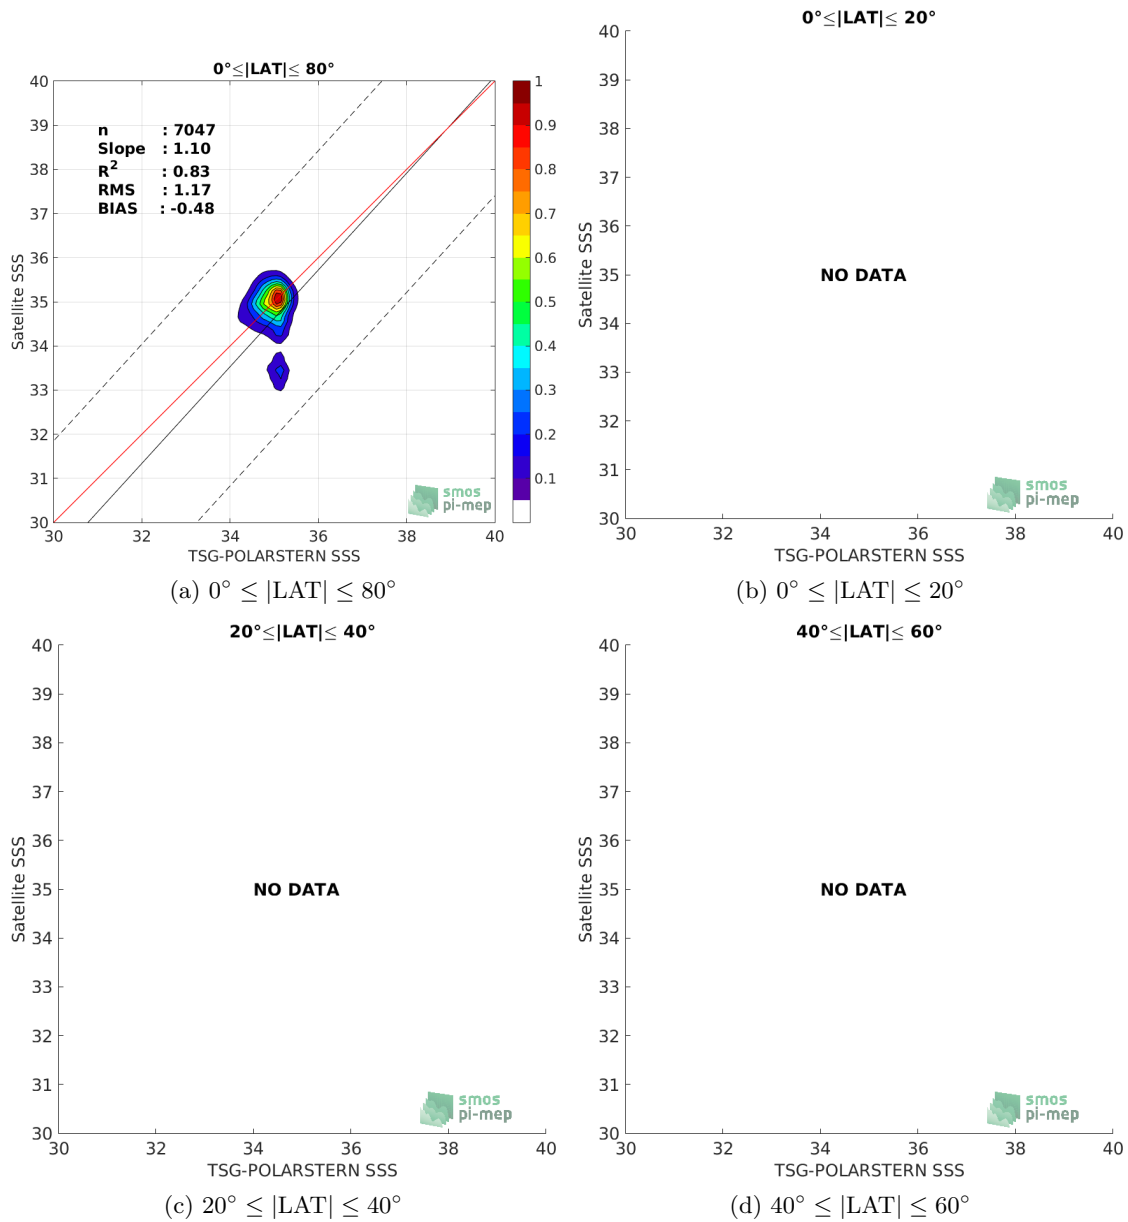 0°≤|LAT|≤ 80°
n : 7047
Slope : 1.10
R² : 0.83
RMS : 1.17
BIAS : -0.48
40
39
38
37
36
35
34
33
32
31
30
Satellite SSS
30 32 34 36 38 40
TSG-POLARSTERN SSS
1
0.9
0.8
0.7
0.6
0.5
0.4
0.3
0.2
0.1
smos
pi-mep
(a) 0° ≤ |LAT| ≤ 80°
0°≤|LAT|≤ 20°
40
39
38
37
36
35
34
33
32
31
30
Satellite SSS
NO DATA
smos
pi-mep
30 32 34 36 38 40
TSG-POLARSTERN SSS
(b) 0° ≤ |LAT| ≤ 20°
20°≤|LAT|≤ 40°
40
39
38
37
36
35
34
33
32
31
30
Satellite SSS
NO DATA
smos
pi-mep
30 32 34 36 38 40
TSG-POLARSTERN SSS
(c) 20° ≤ |LAT| ≤ 40°
40°≤|LAT|≤ 60°
40
39
38
37
36
35
34
33
32
31
30
Satellite SSS
NO DATA
smos
pi-mep
30 32 34 36 38 40
TSG-POLARSTERN SSS
(d) 40° ≤ |LAT| ≤ 60°